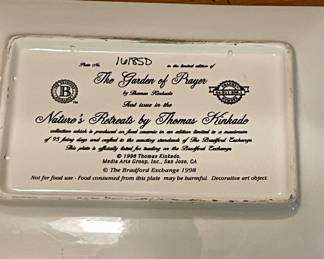 Plate No. 16185D in the limited edition of
The Garden of Prayer
by Thomas Kinkade
B
First issue in the
Nature's Retreats by Thomas Kinkade
collection which is produced on fired ceramic in an edition limited to a maximum
of 95 firing days and crafted to the exacting standards of The Bradford Exchange
This plate is officially listed for trading on the Bradford Exchange
© 1998 Thomas Kinkade,
Media Arts Group, Inc., San Jose, CA
© The Bradford Exchange 1998
Not for food use - Food consumed from this plate may be harmful. Decorative art object